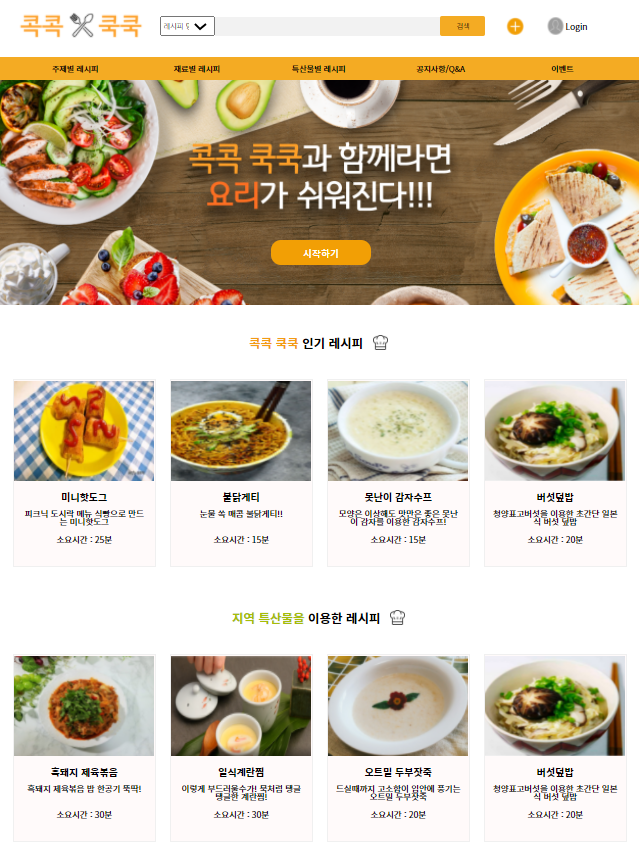 콕콕 쿡쿡
레시피
검색
Login
주제별 레시피
재료별 레시피
특산물별 레시피
공지사항/Q&A
이벤트
콕콕 쿡쿡과 함께라면
요리가 쉬워진다!!!
시작하기
콕콕 쿡쿡 인기 레시피
미니핫도그
피크닉 도시락 메뉴 식빵으로 만드
는 미니핫도그
소요시간 : 25분
불닭게티
눈물 쏙 매콤 불닭게티!!
소요시간 : 15분
못난이 감자수프
모양은 이상해도 맛만은 좋은 못난
이 감자를 이용한 감자수프!
소요시간 : 15분
버섯덮밥
청양표고버섯을 이용한 초간단 일본
식 버섯 덮밥
소요시간 : 20분
지역 특산물을 이용한 레시피
흑돼지 제육볶음
흑돼지 제육볶음 밥 한공기 뚝딱!
소요시간 : 30분
일식계란찜
이렇게 부드러울수가! 묵처럼 탱글
탱글한 계란찜!
소요시간 : 30분
오트밀 두부잣죽
드실때까지 고소함이 입안에 풍기는
오트밀 두부잣죽
소요시간 : 20분
버섯덮밥
청양표고버섯을 이용한 초간단 일본
식 버섯 덮밥
소요시간 : 20분